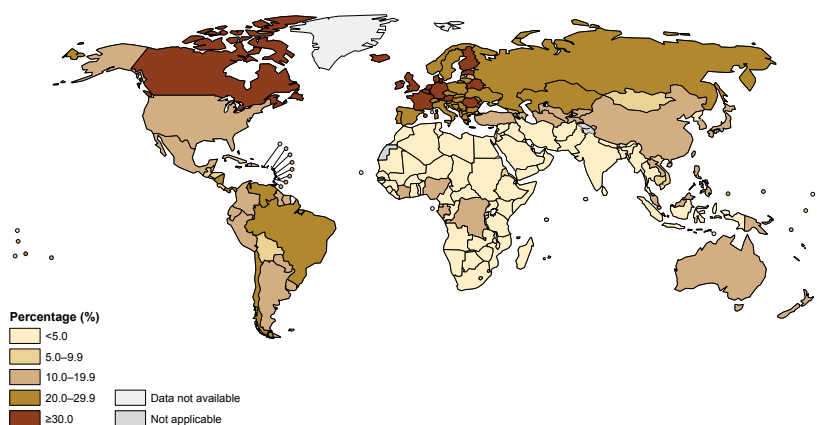 Percentage (%)
<5.0
5.0–9.9
10.0–19.9
20.0–29.9
≥30.0
Data not available
Not applicable